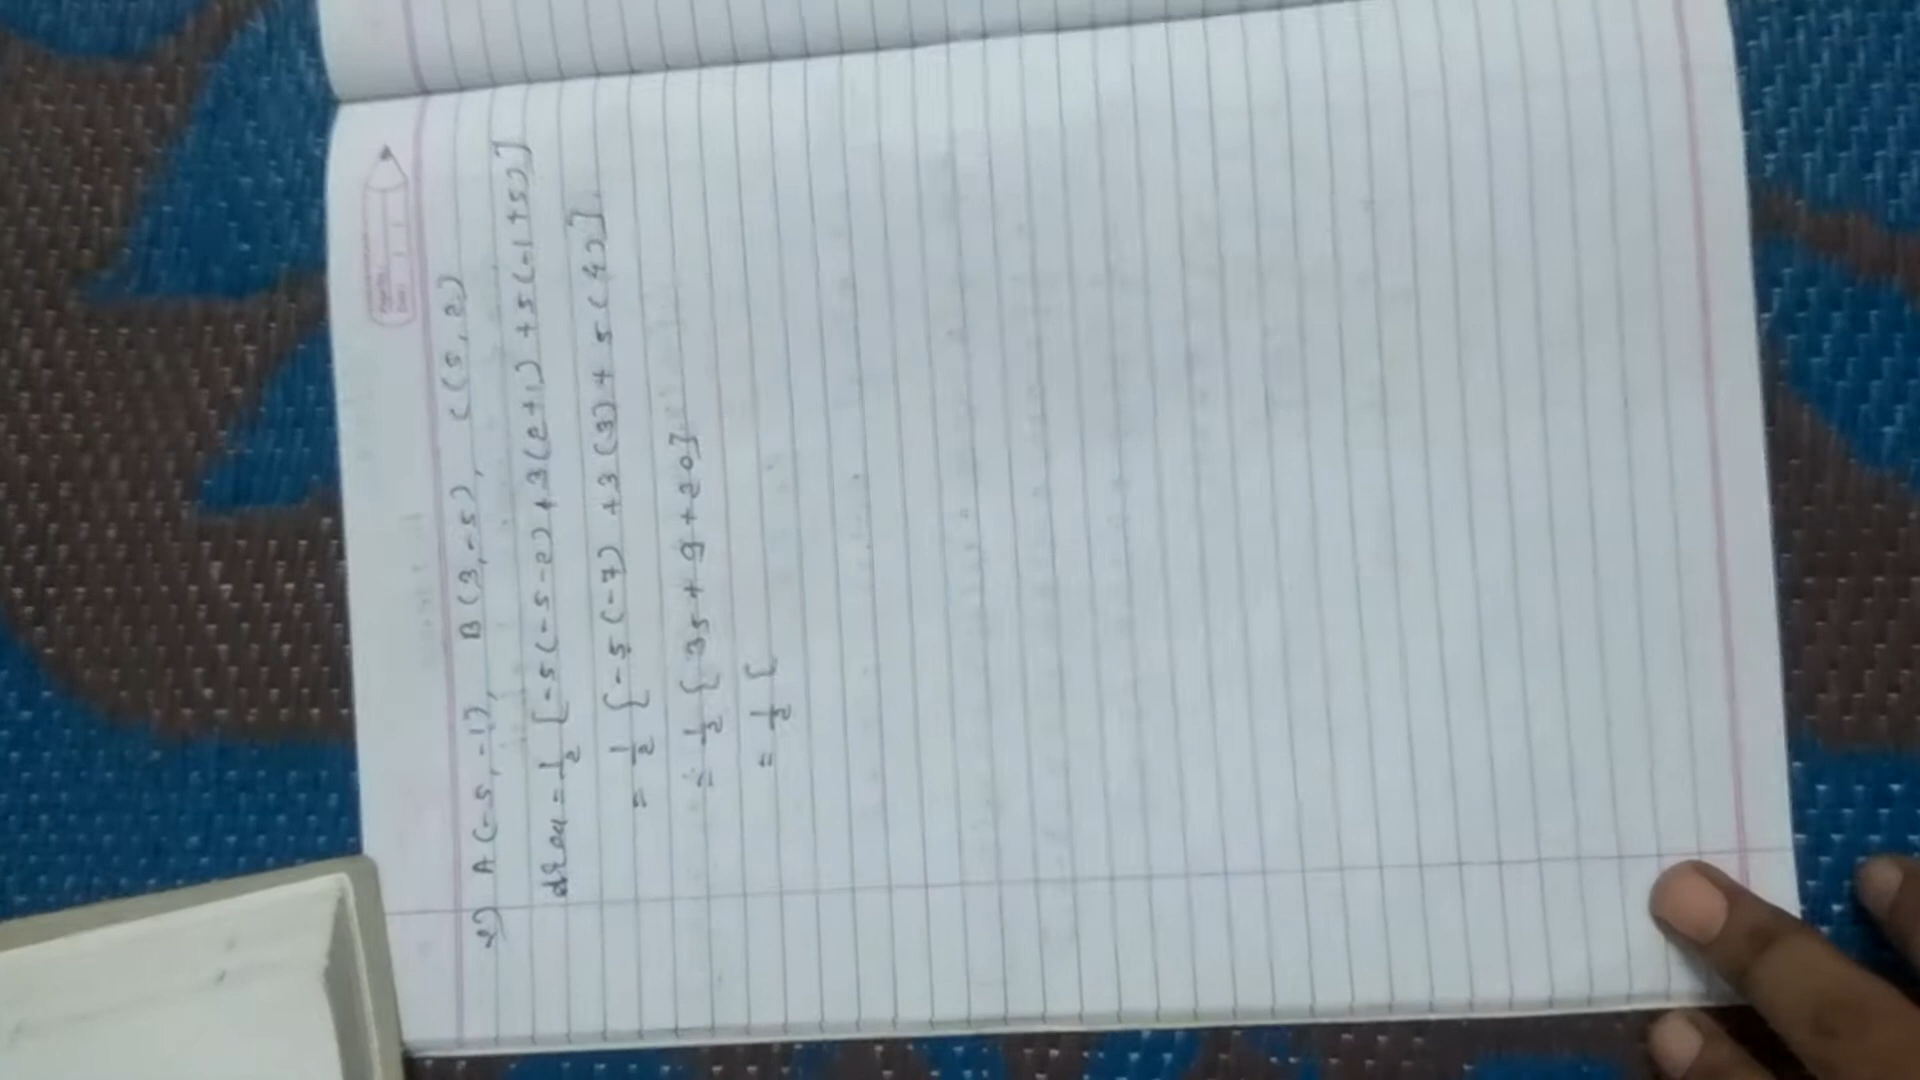 2) A(-5,-1), B(3,-5), C(5,2)
area = 1/2 [-5(-5-2)+3(2+1)+5(-1+5)]
= 1/2 [-5(-7)+3(3)+5(4)]
= 1/2 [35+9+20]
= 1/2 [